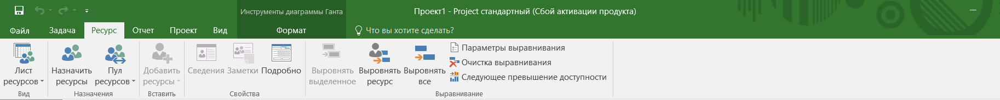 Инструменты диаграммы Ганта
Проект1 - Project стандартный (Сбой активации продукта)
Файл Задача Ресурс Отчет Проект Вид Формат Что вы хотите сделать?
Лист ресурсов
Назначить ресурсы
Пул ресурсов
Добавить ресурсы
Сведения
Заметки
Подробно
Выровнять выделенное
Выровнять ресурс
Выровнять все
Параметры выравнивания
Очистка выравнивания
Следующее превышение доступности
Вид Назначения Вставить Свойства Выравнивание